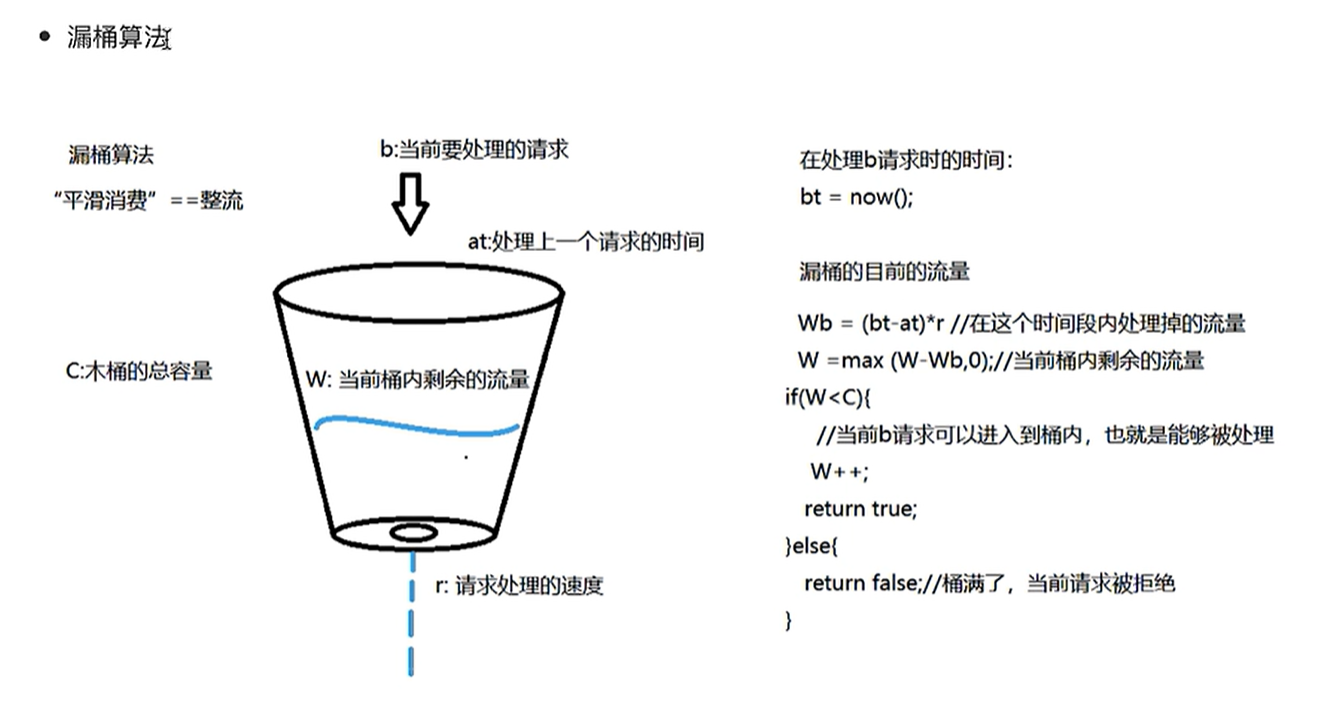 漏桶算法
漏桶算法
“平滑消费” ==整流
b:当前要处理的请求
at:处理上一个请求的时间
C:木桶的总容量
W: 当前桶内剩余的流量
r: 请求处理的速度
在处理b请求时的时间：
bt = now();
漏桶的目前的流量
Wb = (bt-at)*r //在这个时间段内处理掉的流量
W =max (W-Wb,0);//当前桶内剩余的流量
if(W<C){
//当前b请求可以进入到桶内，也就是能够被处理
W++;
return true;
}else{
return false;//桶满了，当前请求被拒绝
}